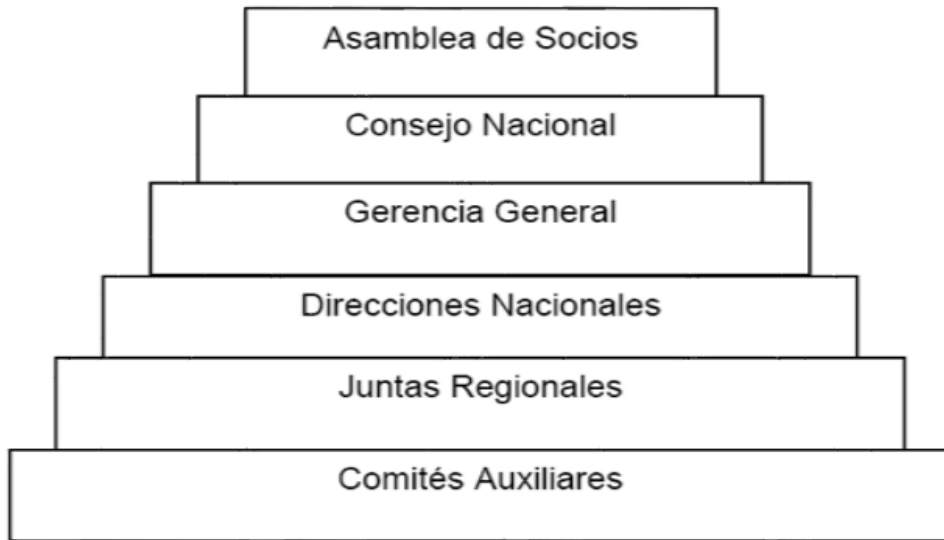 Asamblea de Socios
Consejo Nacional
Gerencia General
Direcciones Nacionales
Juntas Regionales
Comités Auxiliares